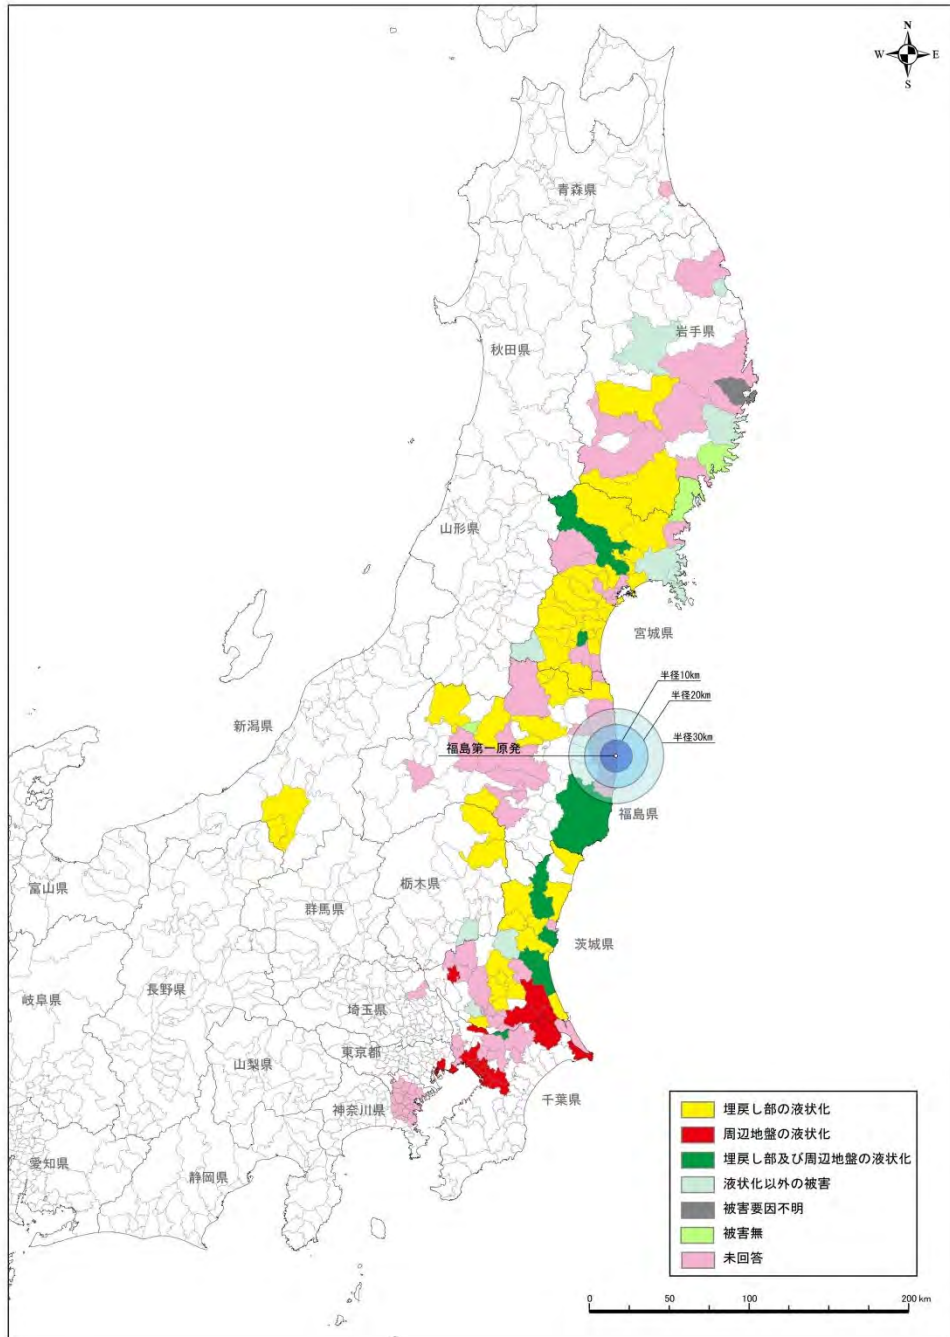 N
W E
S
青森県
岩手県
秋田県
山形県
宮城県
半径10km
半径20km
新潟県
半径30km
福島第一原発
福島県
富山県
栃木県
群馬県
茨城県
長野県
岐阜県
埼玉県
東京都
山梨県
千葉県
神奈川県
愛知県
静岡県
埋戻し部の液状化
周辺地盤の液状化
埋戻し部及び周辺地盤の液状化
液状化以外の被害
被害要因不明
被害無
未回答
0 50 100 200 km